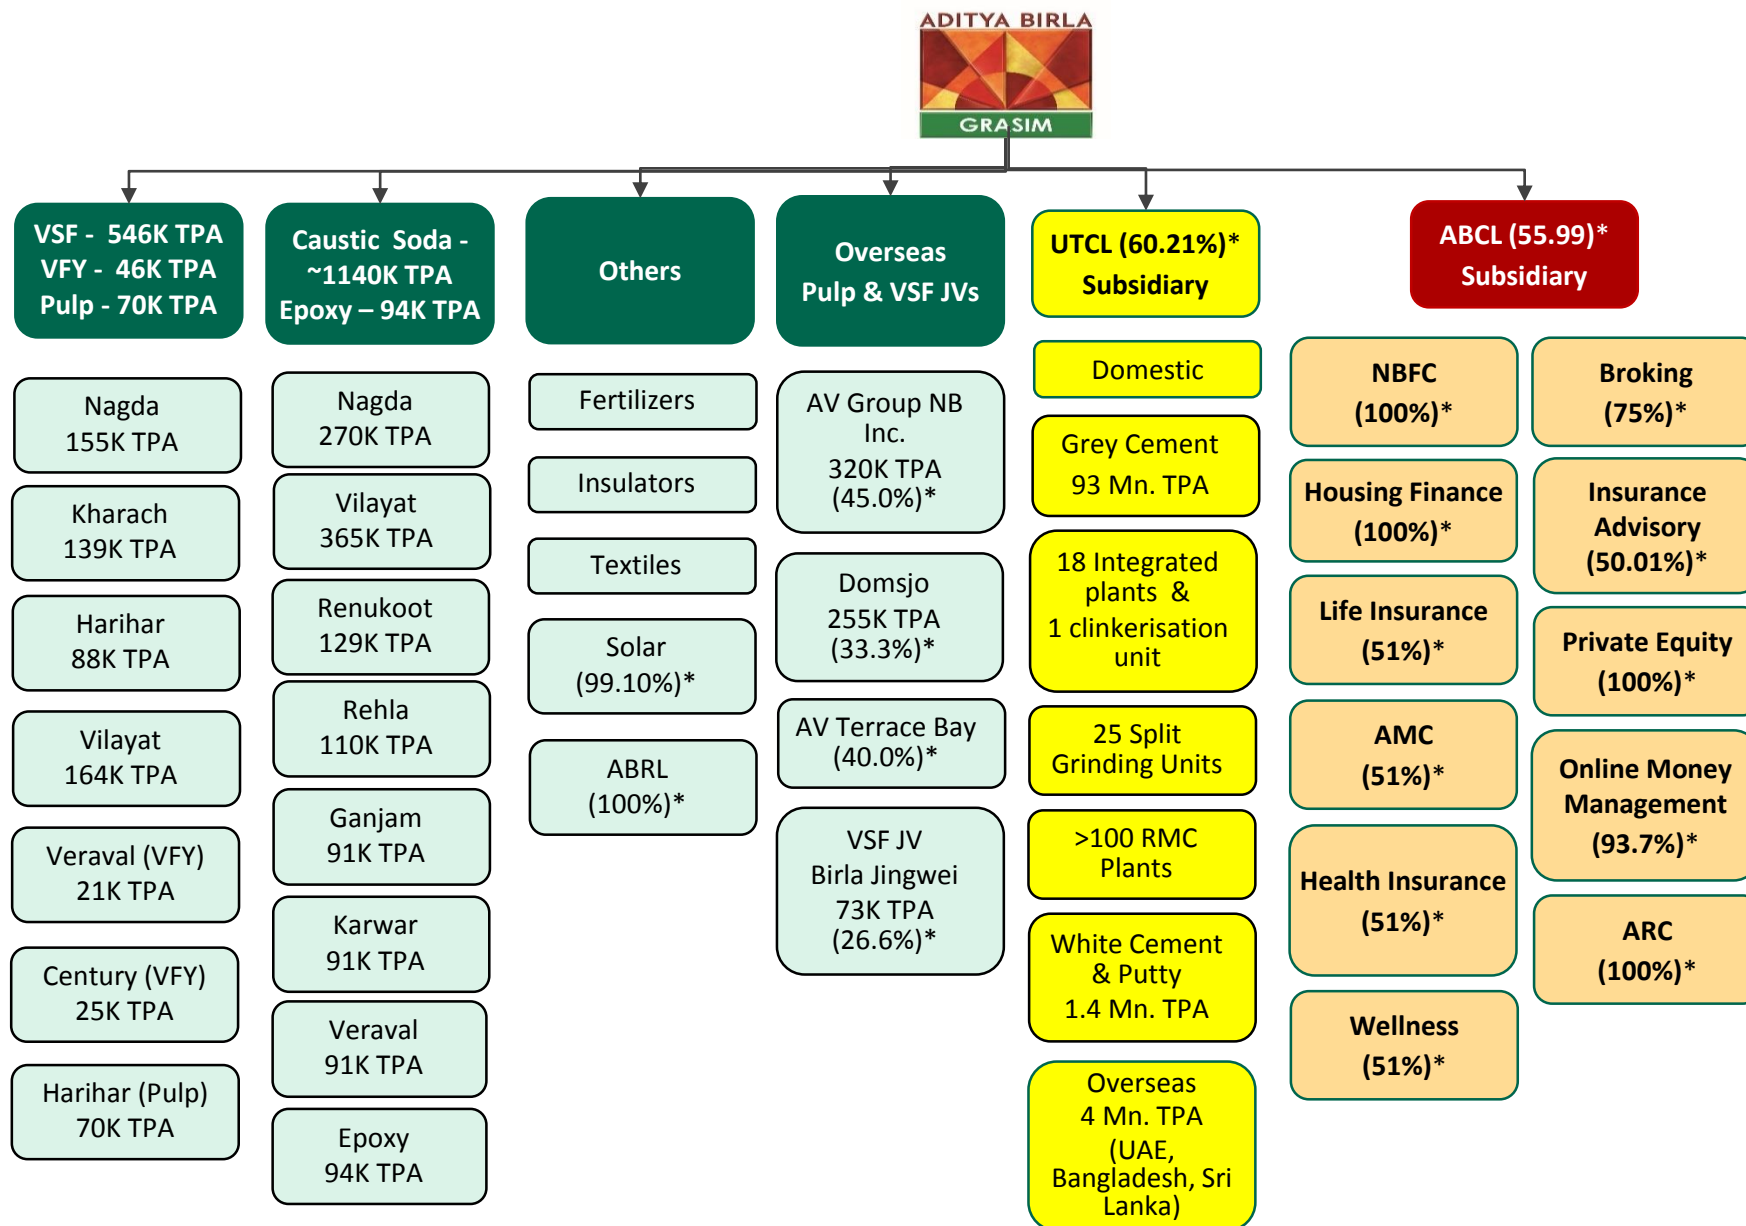 ADITYA BIRLA
GRASIM
VSF - 546K TPA
VFY - 46K TPA
Pulp - 70K TPA
Nagda
155K TPA
Kharach
139K TPA
Harihar
88K TPA
Vilayat
164K TPA
Veraval (VFY)
21K TPA
Century (VFY)
25K TPA
Harihar (Pulp)
70K TPA
Caustic Soda -
~1140K TPA
Epoxy – 94K TPA
Nagda
270K TPA
Vilayat
365K TPA
Renukoot
129K TPA
Rehla
110K TPA
Ganjam
91K TPA
Karwar
91K TPA
Veraval
91K TPA
Epoxy
94K TPA
Others
Fertilizers
Insulators
Textiles
Solar
(99.10%)*
ABRL
(100%)*
Overseas
Pulp & VSF JVs
AV Group NB
Inc.
320K TPA
(45.0%)*
Domsjo
255K TPA
(33.3%)*
AV Terrace Bay
(40.0%)*
VSF JV
Birla Jingwei
73K TPA
(26.6%)*
UTCL (60.21%)*
Subsidiary
Domestic
Grey Cement
93 Mn. TPA
18 Integrated
plants &
1 clinkerisation
unit
25 Split
Grinding Units
>100 RMC
Plants
White Cement
& Putty
1.4 Mn. TPA
Overseas
4 Mn. TPA
(UAE,
Bangladesh, Sri
Lanka)
ABCL (55.99)*
Subsidiary
NBFC
(100%)*
Housing Finance
(100%)*
Life Insurance
(51%)*
AMC
(51%)*
Health Insurance
(51%)*
Wellness
(51%)*
Broking
(75%)*
Insurance
Advisory
(50.01%)*
Private Equity
(100%)*
Online Money
Management
(93.7%)*
ARC
(100%)*